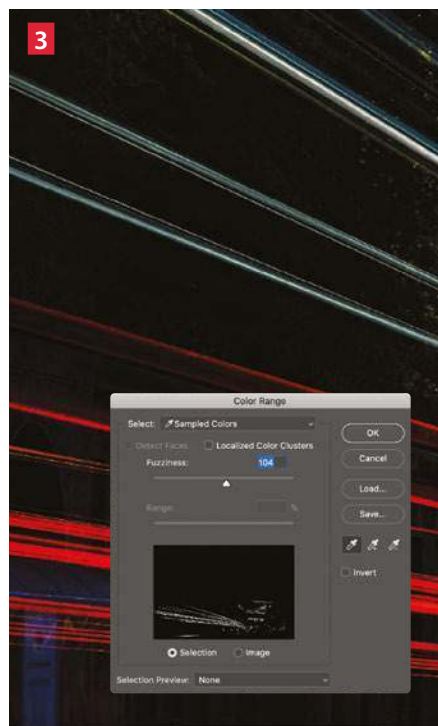 3
Color Range
Select: Sampled Colors
Detect Faces Localized Color Clusters
Fuzziness: 104
Range: %
Selection Image
Selection Preview: None
OK
Cancel
Load...
Save...
Invert